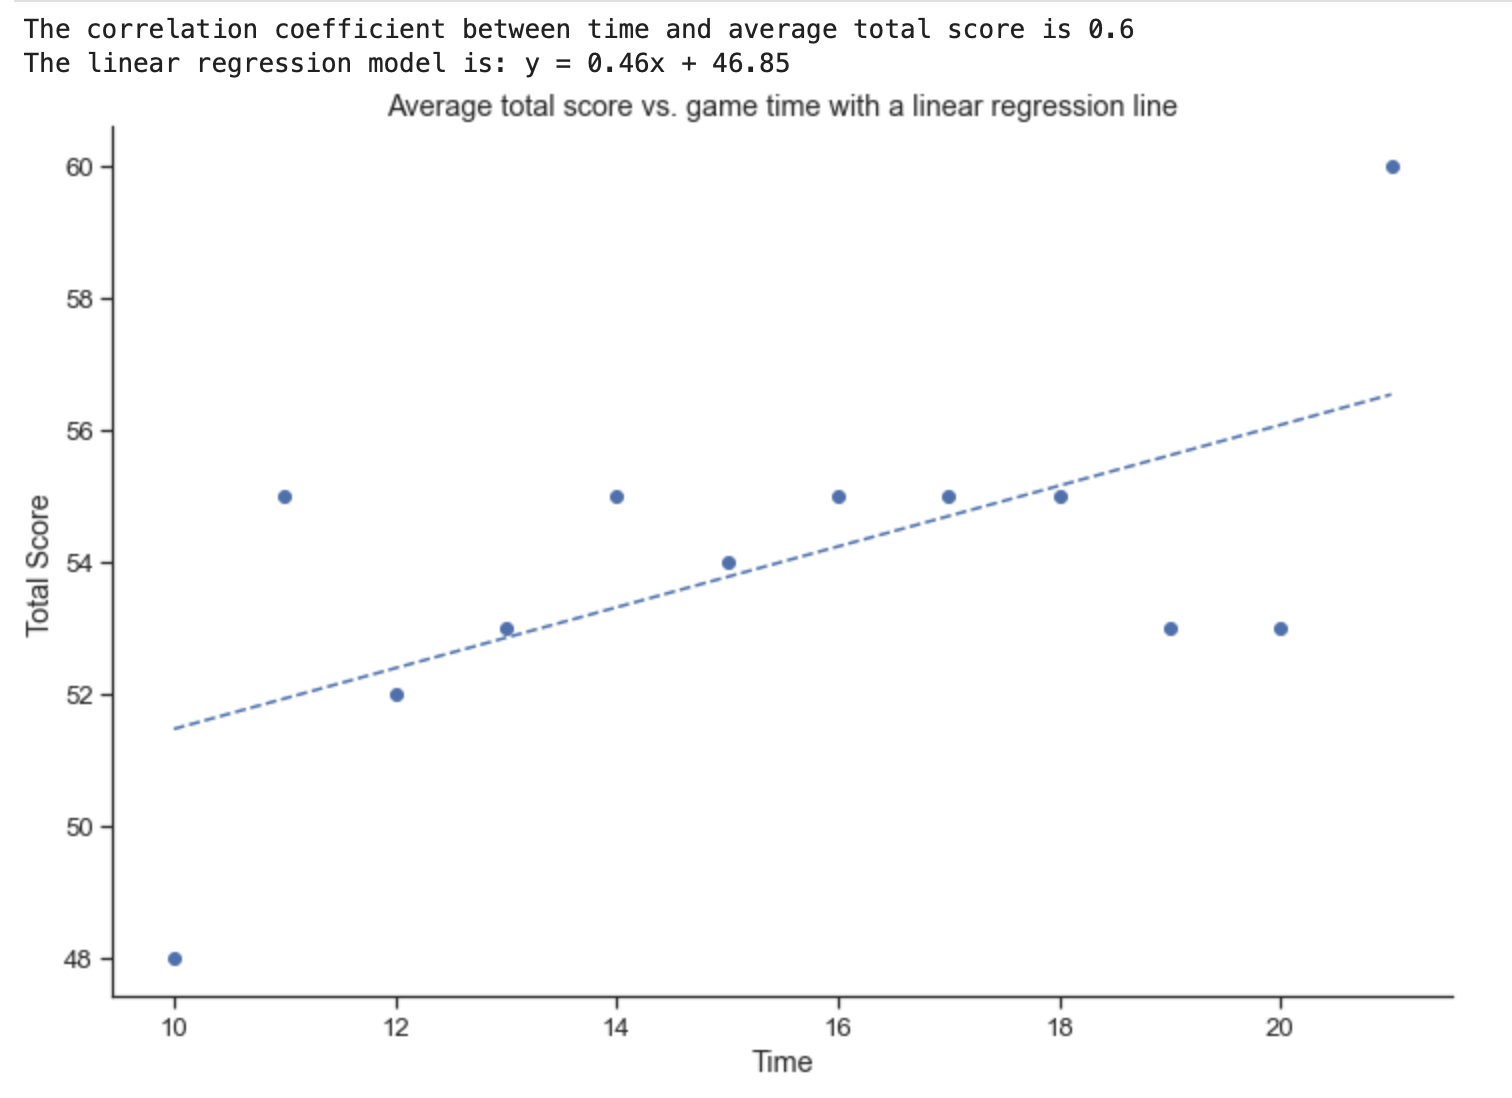 The correlation coefficient between time and average total score is 0.6
The linear regression model is: y = 0.46x + 46.85
Average total score vs. game time with a linear regression line
60
58
56
54
52
50
48
Total Score
10 12 14 16 18 20
Time